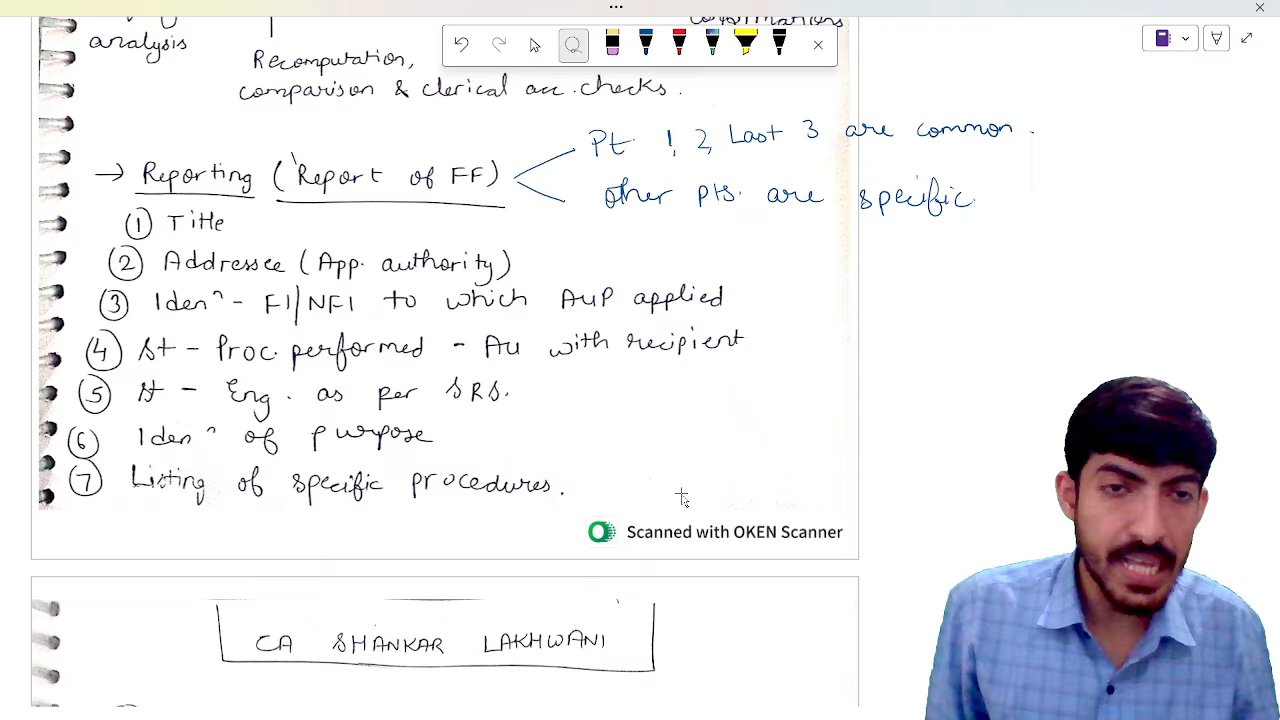 analysis
Recomputation,
comparison & clerical acc. checks.
Pt 1, 2, Last 3 are common.
→ Reporting (Report of FF)
other pts. are specific
① Title
② Addressee (App. authority)
③ Idenⁿ - FI/NFI to which AUP applied
④ St - Proc. performed - AU with recipient
⑤ St - Eng. as per SRS.
⑥ Idenⁿ of purpose
⑦ Listing of specific procedures.
Scanned with OKEN Scanner
CA SHANKAR LAKHWANI